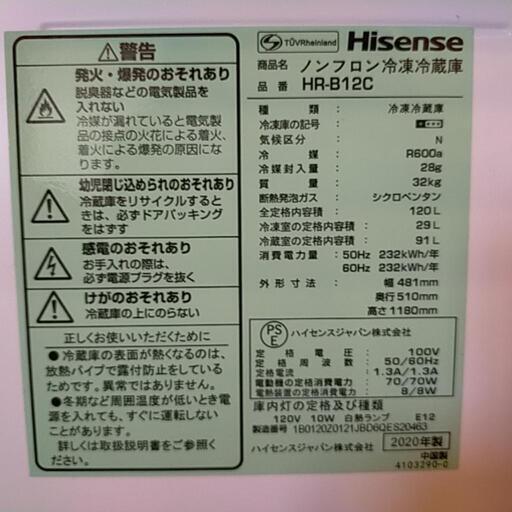 警告
発火・爆発のおそれあり
脱臭器などの電気製品を
入れない
冷媒が漏れていると電気製
品の接点の火花による着火、
着火による爆発の原因にな
ります。
幼児閉じ込められのおそれあり
冷蔵庫をリサイクルすると
きは、必ずドアパッキング
をはずす
感電のおそれあり
お手入れの際は、
必ず電源プラグを抜く
けがのおそれあり
冷蔵庫の上にのらない
正しくお使いいただくために
●冷蔵庫の表面が熱くなるのは、
放熱パイプで露付防止している
ためです。異常ではありません。
●冬期など周囲温度が低いとき電
源を入れても、すぐに運転しない
ことがあります。
詳しくは取扱説明書をご参照
ください。
TÜVRheinland Hisense
商品名 ノンフロン冷凍冷蔵庫
品番 HR-B12C
種類 : 冷凍冷蔵庫
冷凍庫の記号 :
気候区分 : N
冷媒 : R600a
冷媒封入量 : 28g
質量 : 32kg
断熱発泡ガス : シクロペンタン
全定格内容積 : 120L
冷凍室の定格内容積 : 29L
冷蔵室の定格内容積 : 91L
消費電力量 : 50Hz 232kWh/年
60Hz 232kWh/年
外形寸法 : 幅 481mm
奥行 510mm
高さ 1180mm
PS
E
ハイセンスジャパン株式会社
定格電圧 : 100V
定格周波数 : 50/60Hz
定格電流 : 1.3A/1.3A
電動機の定格消費電力 : 70/70W
電熱装置の定格消費電力 : 8/8W
庫内灯の定格及び種類
120V 10W 白熱ランプ E12
製造番号 : 1B0120Z0121JBD6QES20463
ハイセンスジャパン株式会社 2020年製
中国製
4103290-0